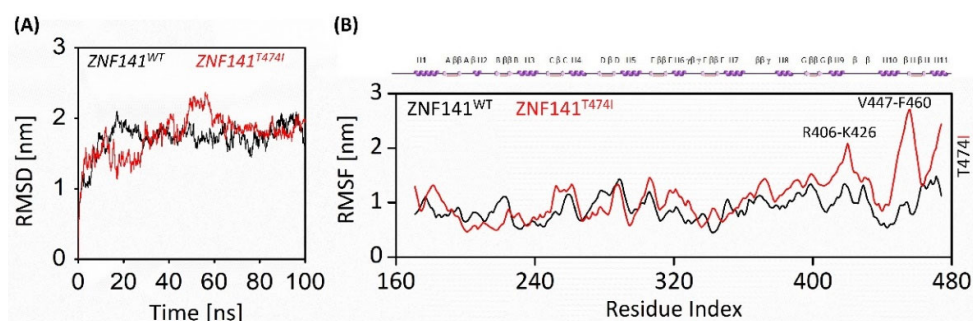 (A)
3
2
1
0
RMSD [nm]
ZNF141WT ZNF141T474I
0 20 40 60 80 100
Time [ns]
(B)
3
2
1
0
RMSF [nm]
ZNF141WT ZNF141T474I
R406-K426
V447-F460
T474I
160 240 320 400 480
Residue Index